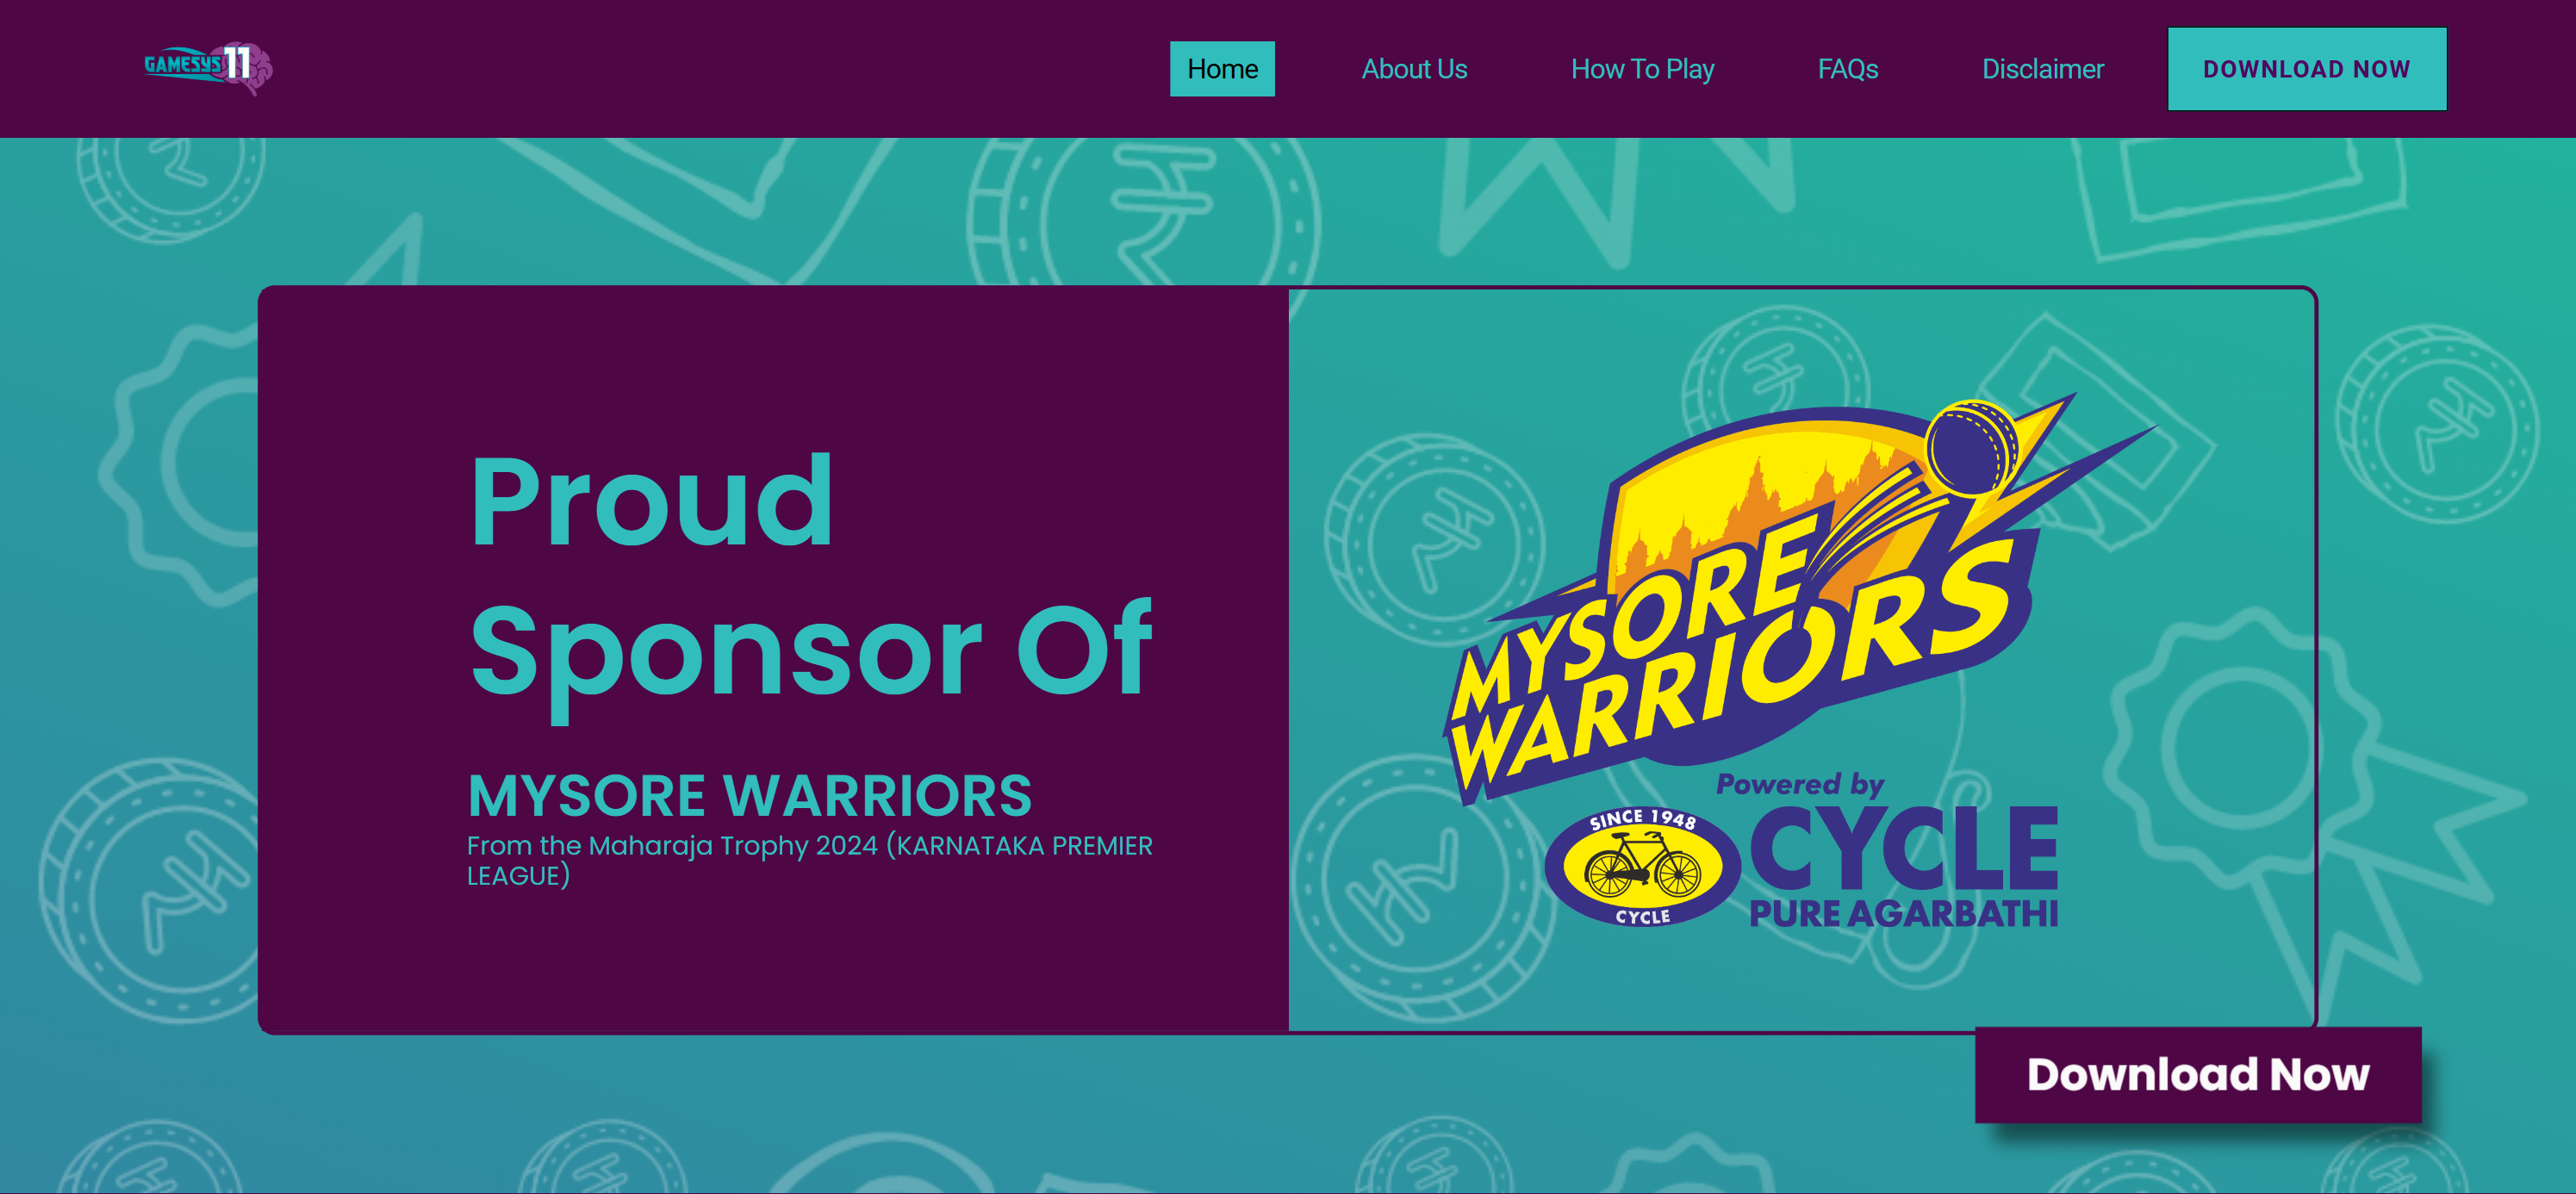 GAMESYS11
Home
About Us
How To Play
FAQs
Disclaimer
DOWNLOAD NOW
Proud
Sponsor Of
MYSORE WARRIORS
From the Maharaja Trophy 2024 (KARNATAKA PREMIER
LEAGUE)
MYSORE
WARRIORS
Powered by
SINCE 1948
CYCLE
CYCLE
PURE AGARBATHI
Download Now